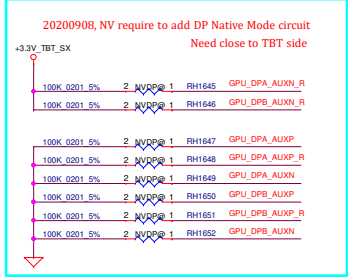 20200908, NV require to add DP Native Mode circuit
Need close to TBT side
+3.3V_TBT_SX
100K_0201_5% 2 NVDP@ 1 RH1645 GPU_DPA_AUXN_R
100K_0201_5% 2 NVDP@ 1 RH1646 GPU_DPB_AUXN_R
100K_0201_5% 2 NVDP@ 1 RH1647 GPU_DPA_AUXP
100K_0201_5% 2 NVDP@ 1 RH1648 GPU_DPA_AUXP_R
100K_0201_5% 2 NVDP@ 1 RH1649 GPU_DPA_AUXN
100K_0201_5% 2 NVDP@ 1 RH1650 GPU_DPB_AUXP
100K_0201_5% 2 NVDP@ 1 RH1651 GPU_DPB_AUXP_R
100K_0201_5% 2 NVDP@ 1 RH1652 GPU_DPB_AUXN